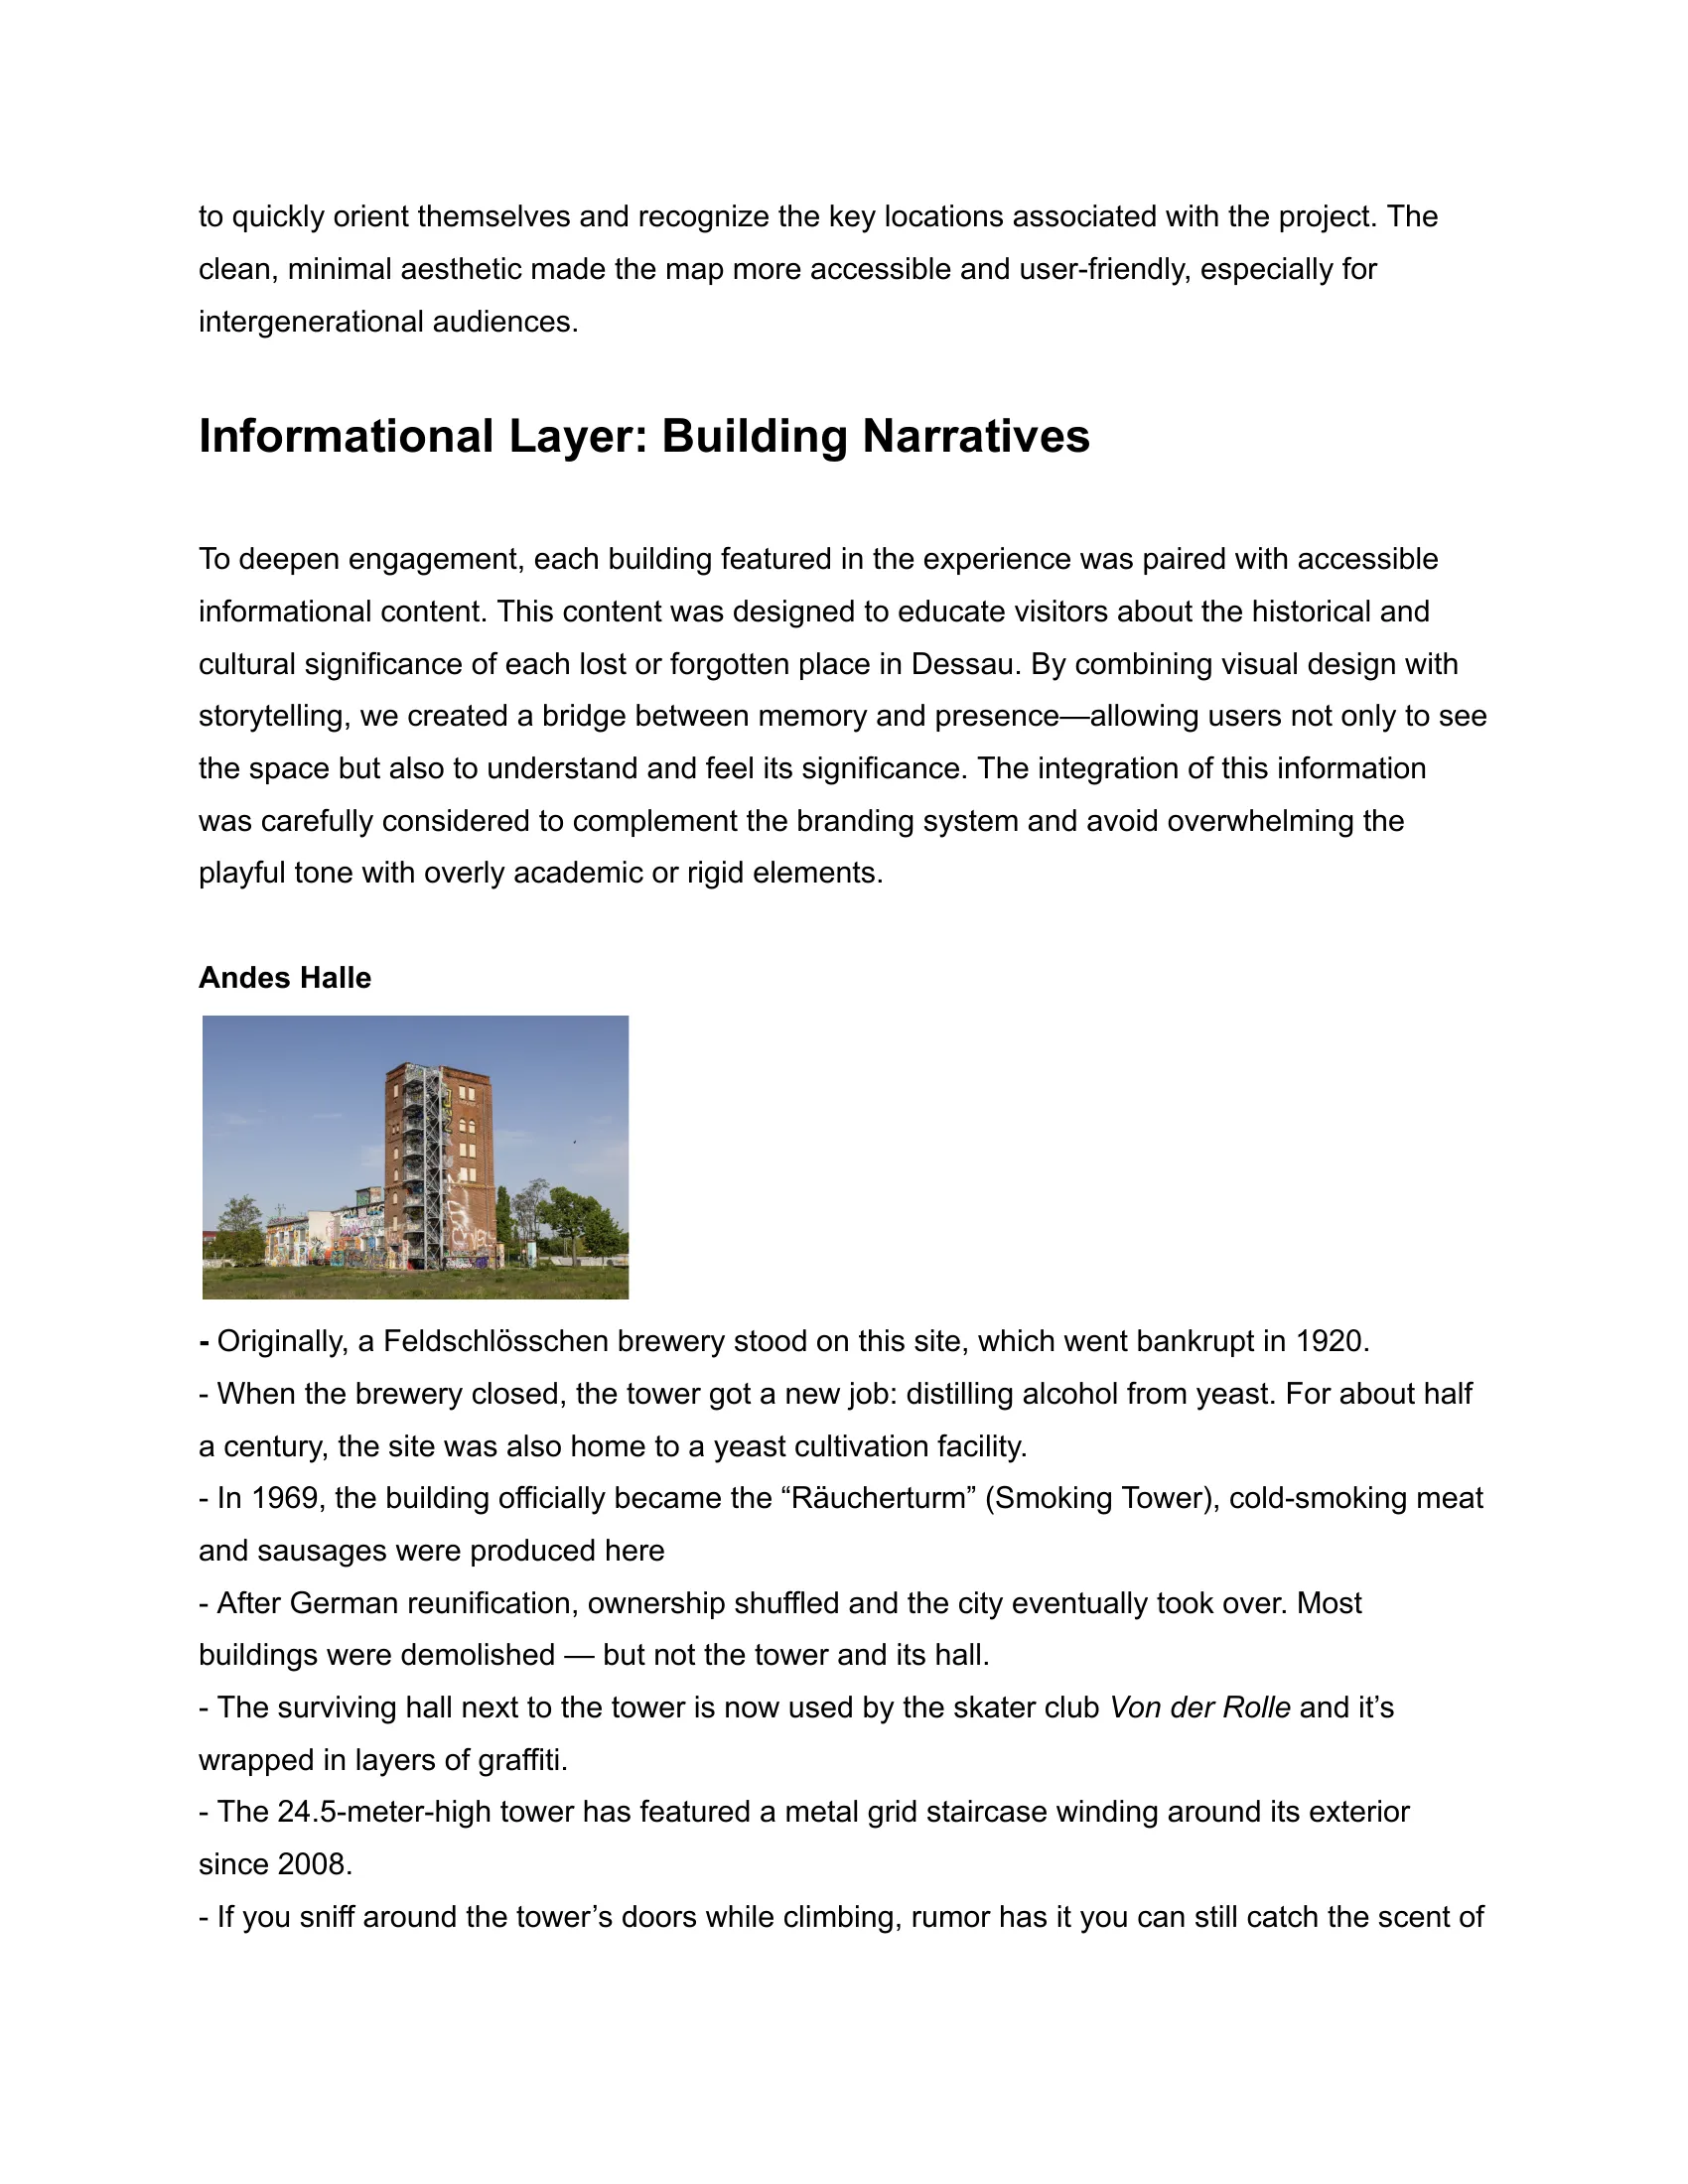 to quickly orient themselves and recognize the key locations associated with the project. The
clean, minimal aesthetic made the map more accessible and user-friendly, especially for
intergenerational audiences.
Informational Layer: Building Narratives
To deepen engagement, each building featured in the experience was paired with accessible
informational content. This content was designed to educate visitors about the historical and
cultural significance of each lost or forgotten place in Dessau. By combining visual design with
storytelling, we created a bridge between memory and presence—allowing users not only to see
the space but also to understand and feel its significance. The integration of this information
was carefully considered to complement the branding system and avoid overwhelming the
playful tone with overly academic or rigid elements.
Andes Halle
- Originally, a Feldschlösschen brewery stood on this site, which went bankrupt in 1920.
- When the brewery closed, the tower got a new job: distilling alcohol from yeast. For about half
a century, the site was also home to a yeast cultivation facility.
- In 1969, the building officially became the “Räucherturm” (Smoking Tower), cold-smoking meat
and sausages were produced here
- After German reunification, ownership shuffled and the city eventually took over. Most
buildings were demolished — but not the tower and its hall.
- The surviving hall next to the tower is now used by the skater club Von der Rolle and it’s
wrapped in layers of graffiti.
- The 24.5-meter-high tower has featured a metal grid staircase winding around its exterior
since 2008.
- If you sniff around the tower’s doors while climbing, rumor has it you can still catch the scent of